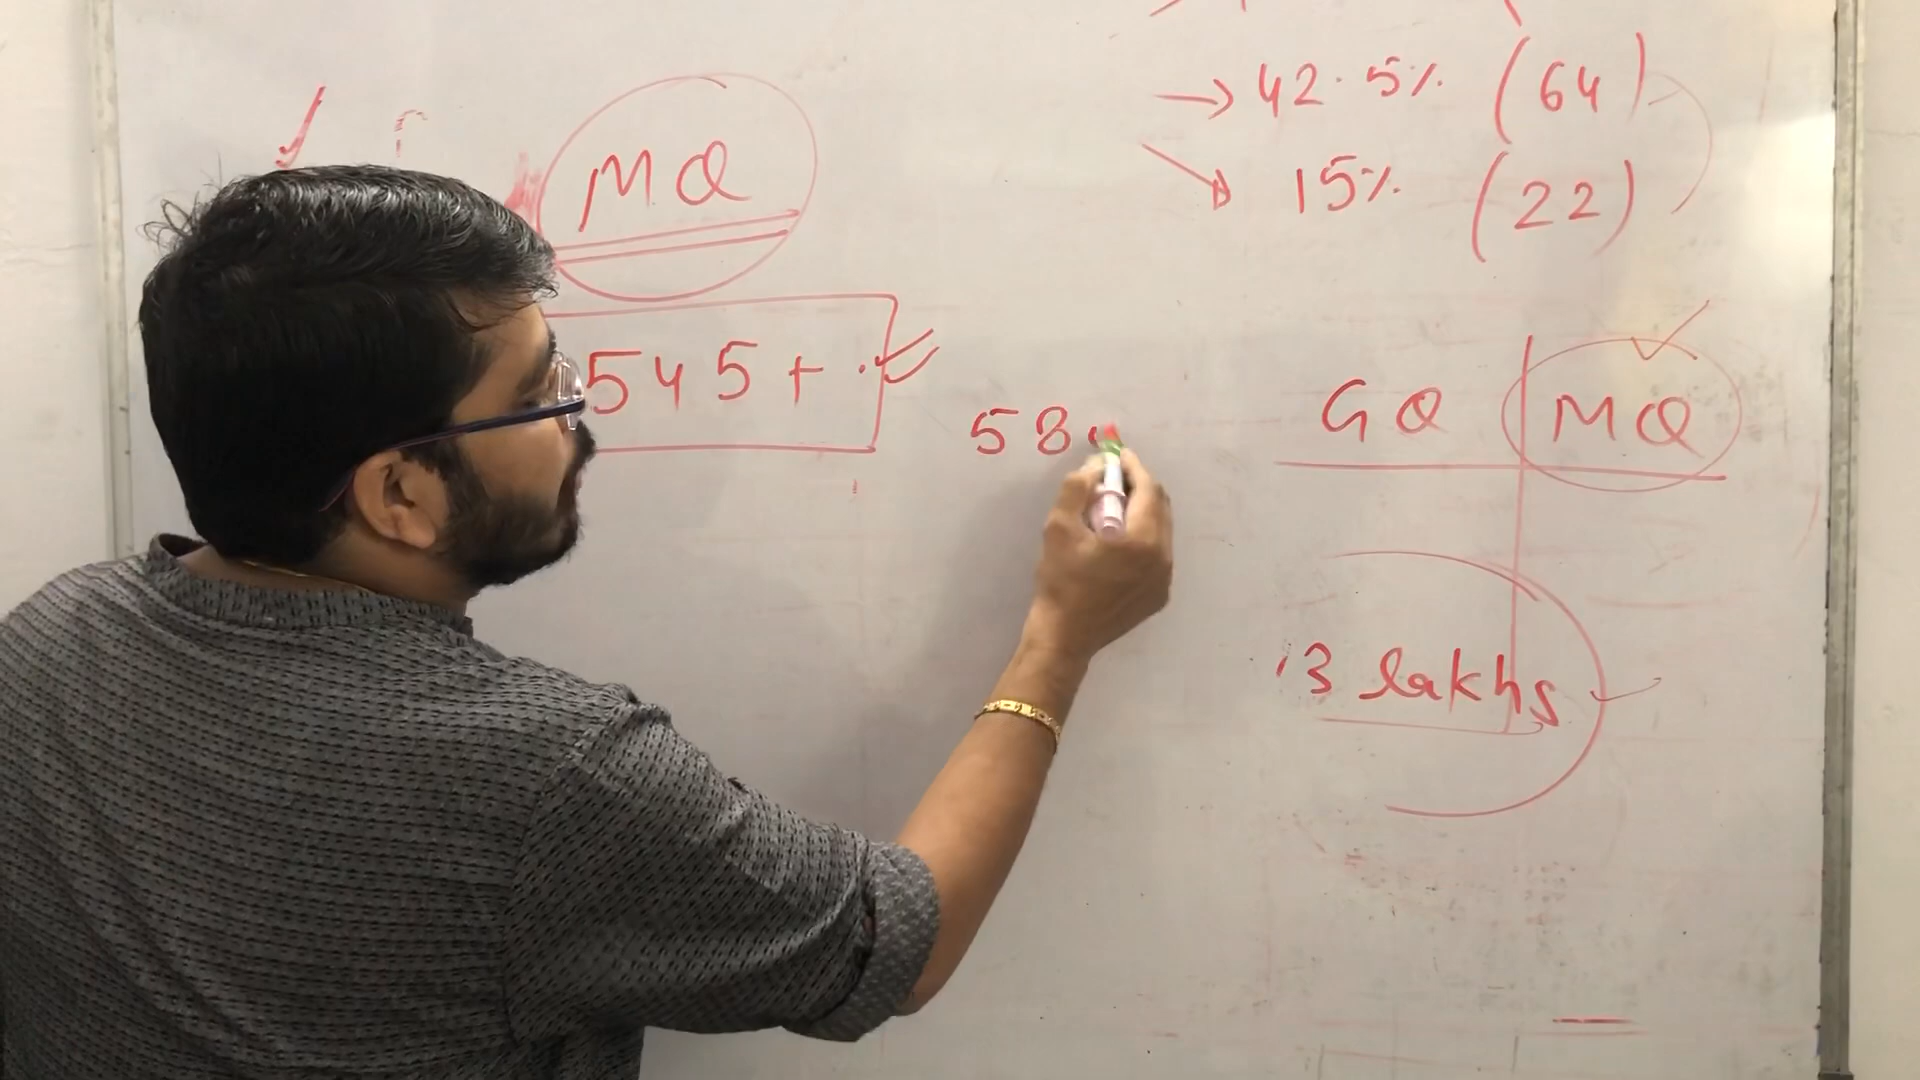 → 42.5% (64)
→ 15% (22)
MQ
545+
58
GQ MQ
3 lakhs